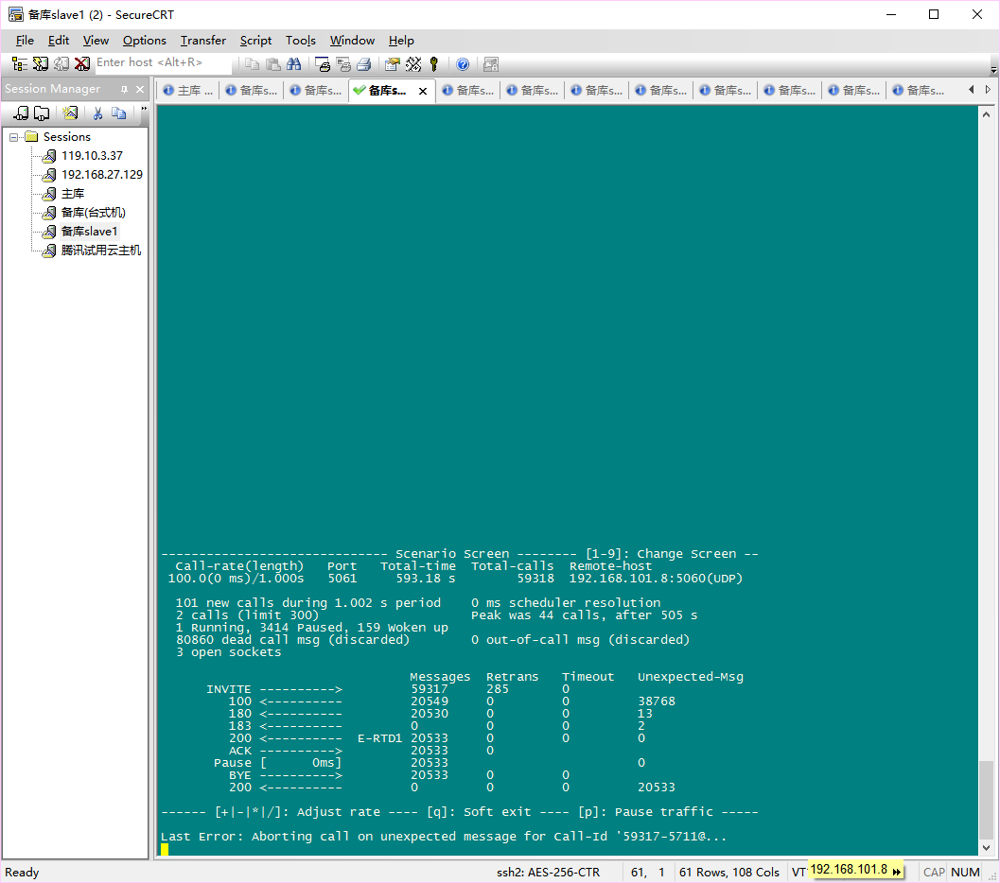 备库slave1 (2) - SecureCRT
File Edit View Options Transfer Script Tools Window Help
Enter host <Alt+R>
Session Manager
主库 ... 备库s... 备库s... 备库s... 备库s... 备库s... 备库s... 备库s... 备库s... 备库s... 备库s... 备库s...
Sessions
119.10.3.37
192.168.27.129
主库
备库(台式机)
备库slave1
腾讯试用云主机
------------------------------ Scenario Screen -------- [1-9]: Change Screen --
Call-rate(length) Port Total-time Total-calls Remote-host
100.0(0 ms)/1.000s 5061 593.18 s 59318 192.168.101.8:5060(UDP)
101 new calls during 1.002 s period 0 ms scheduler resolution
2 calls (limit 300) Peak was 44 calls, after 505 s
1 Running, 3414 Paused, 159 Woken up
80860 dead call msg (discarded) 0 out-of-call msg (discarded)
3 open sockets
Messages Retrans Timeout Unexpected-Msg
INVITE ----------> 59317 285 0
100 <---------- 20549 0 0 38768
180 <---------- 20530 0 0 13
183 <---------- 0 0 0 2
200 <---------- E-RTD1 20533 0 0 0
ACK ----------> 20533 0
Pause [ 0ms] 20533 0
BYE ----------> 20533 0 0
200 <---------- 0 0 0 20533
------ [+|-|*|/]: Adjust rate ---- [q]: Soft exit ---- [p]: Pause traffic -----
Last Error: Aborting call on unexpected message for Call-Id '59317-5711@...
Ready ssh2: AES-256-CTR 61, 1 61 Rows, 108 Cols VT 192.168.101.8 CAP NUM